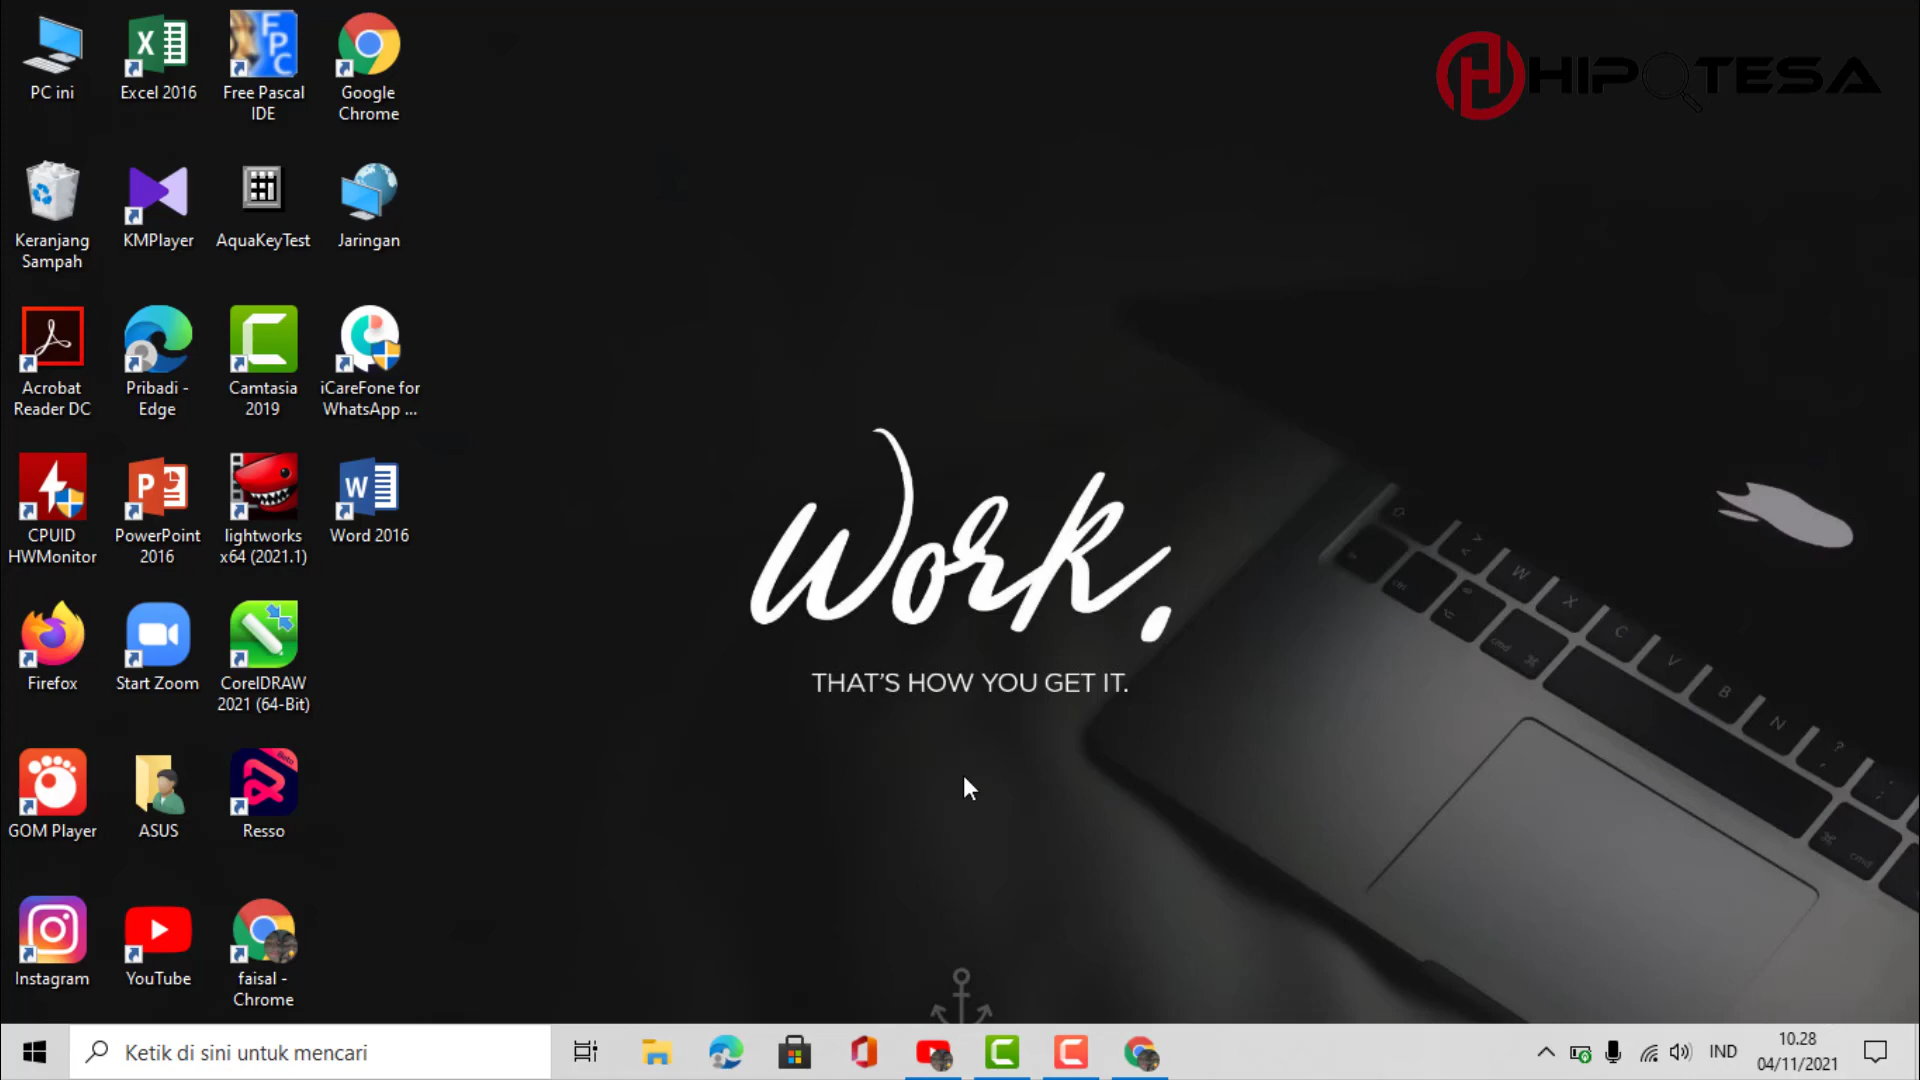 PC ini
Excel 2016
Free Pascal
IDE
Google
Chrome
HIPOTESA
Keranjang
Sampah
KMPlayer
AquaKeyTest
Jaringan
Acrobat
Reader DC
Pribadi -
Edge
Camtasia
2019
iCareFone for
WhatsApp ...
CPUID
HWMonitor
PowerPoint
2016
lightworks
x64 (2021.1)
Word 2016
Firefox
Start Zoom
CorelDRAW
2021 (64-Bit)
GOM Player
ASUS
Resso
Instagram
YouTube
faisal -
Chrome
Work.
THAT'S HOW YOU GET IT.
Ketik di sini untuk mencari
IND
10.28
04/11/2021